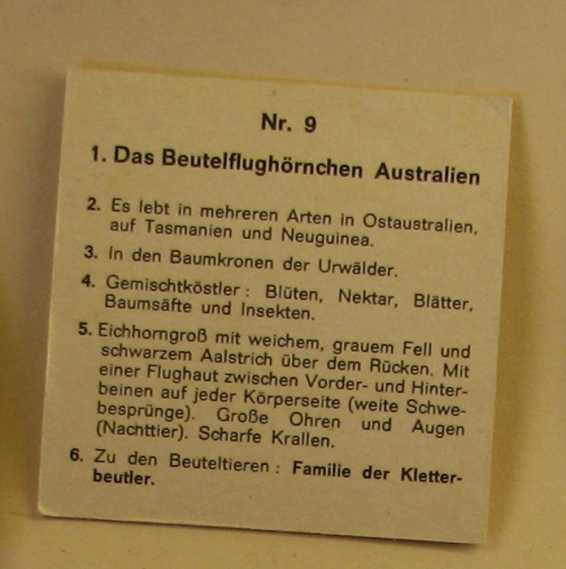 Nr. 9
1. Das Beutelflughörnchen Australien
2. Es lebt in mehreren Arten in Ostaustralien,
auf Tasmanien und Neuguinea.
3. In den Baumkronen der Urwälder.
4. Gemischtköstler: Blüten, Nektar, Blätter,
Baumsäfte und Insekten.
5. Eichhorngroß mit weichem, grauem Fell und
schwarzem Aalstrich über dem Rücken. Mit
einer Flughaut zwischen Vorder- und Hinter-
beinen auf jeder Körperseite (weite Schwe-
besprünge). Große Ohren und Augen
(Nachttier). Scharfe Krallen.
6. Zu den Beuteltieren: Familie der Kletter-
beutler.